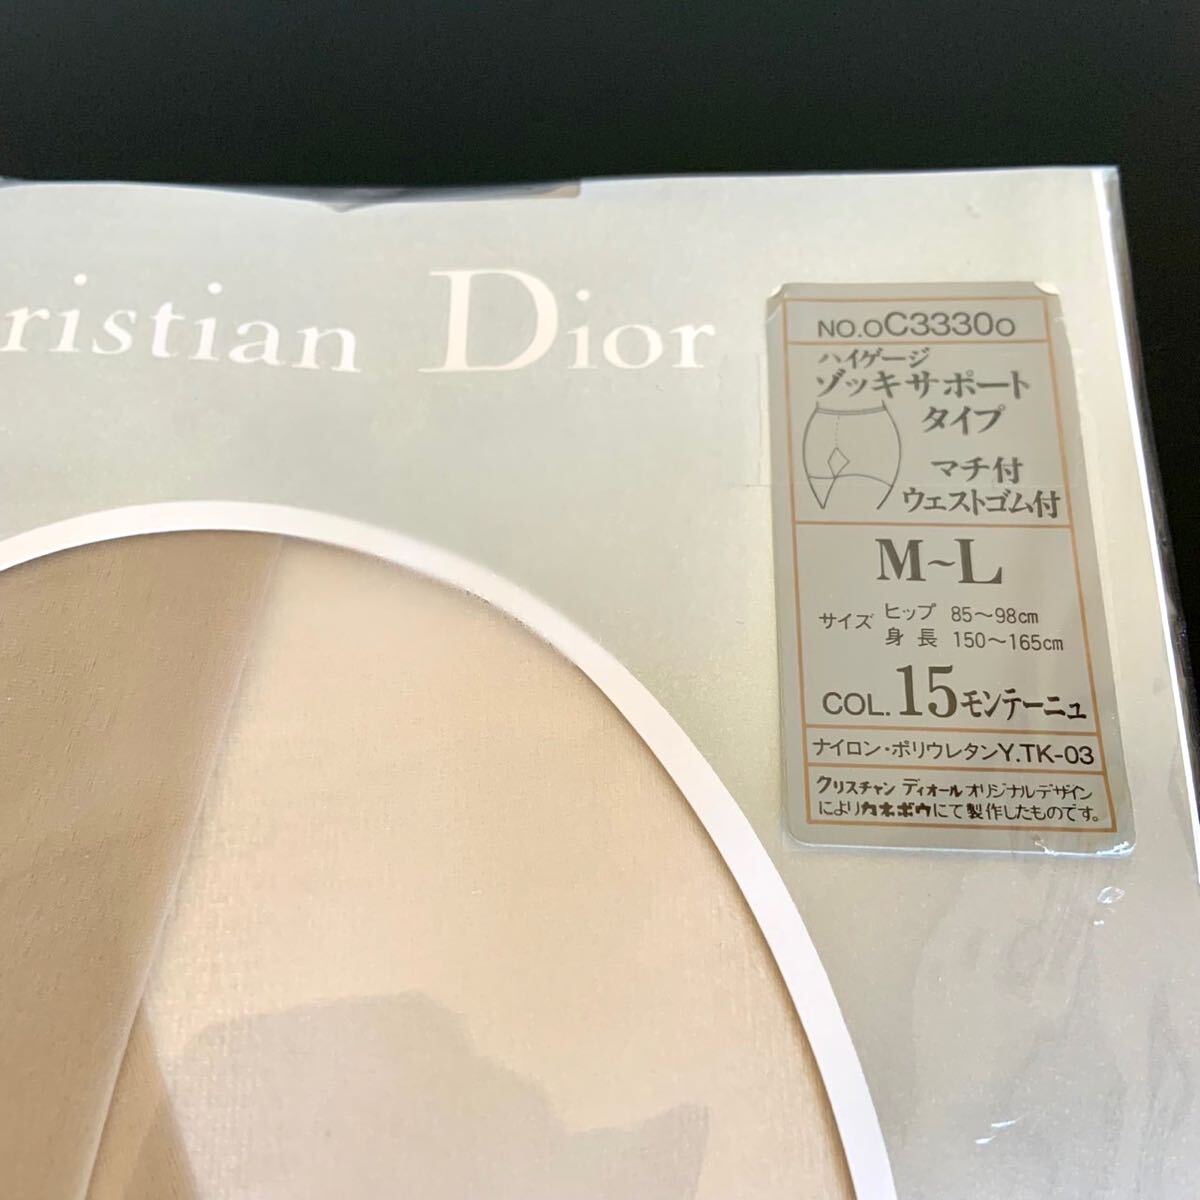 ristian Dior
NO.OC3330O
ハイゲージ
ゾッキサポート
タイプ
マチ付
ウェストゴム付
M~L
サイズ ヒップ 85～98cm
身長 150～165cm
COL. 15モンテーニュ
ナイロン・ポリウレタンY.TK-03
クリスチャン ディオールオリジナルデザイン
によりカネボウにて製作したものです。